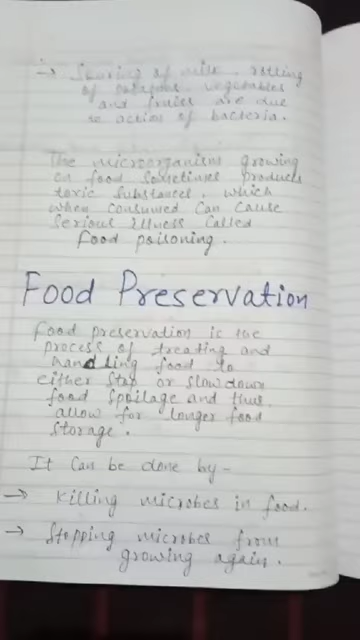 → Souring of milk, rotting
of vegetables
and fruits are due
to action of bacteria.
The microorganisms growing
on food sometimes produces
toxic substances, which
when consumed can cause
serious illness called
food poisoning.
Food Preservation
Food preservation is the
process of treating and
handling food to
either stop or slow down
food spoilage and thus
allow for longer food
storage.
It can be done by -
→ killing microbes in food.
→ Stopping microbes from
growing again.